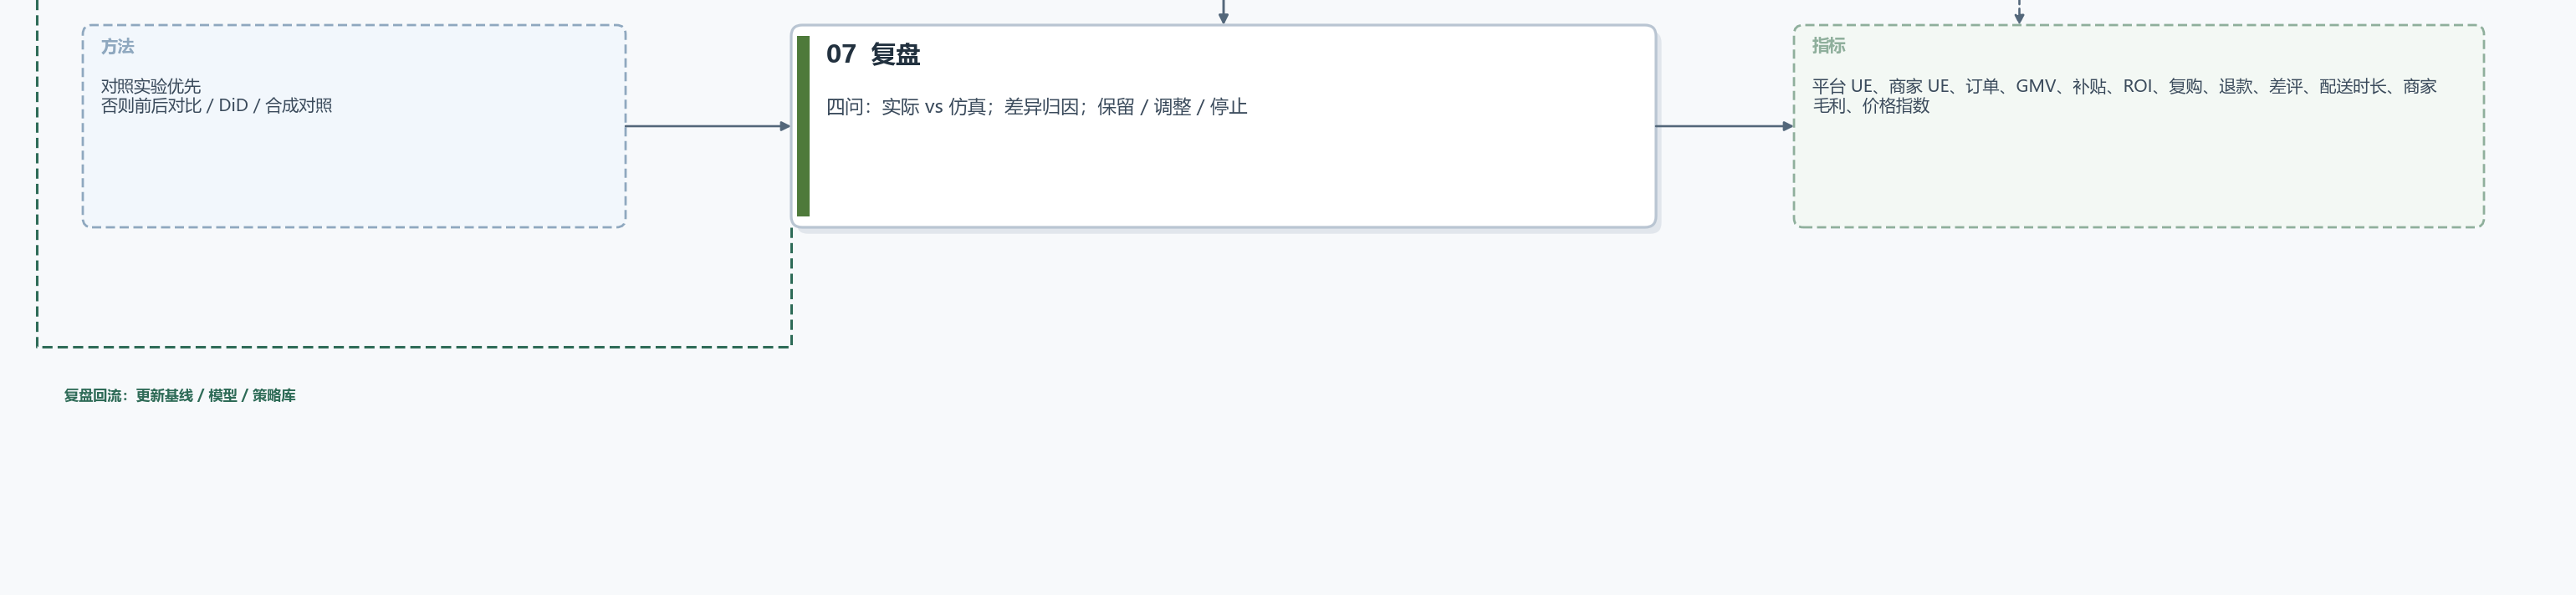 方法
对照实验优先
否则前后对比 / DiD / 合成对照
07 复盘
四问：实际 vs 仿真；差异归因；保留 / 调整 / 停止
指标
平台 UE、商家 UE、订单、GMV、补贴、ROI、复购、退款、差评、配送时长、商家
毛利、价格指数
复盘回流：更新基线 / 模型 / 策略库